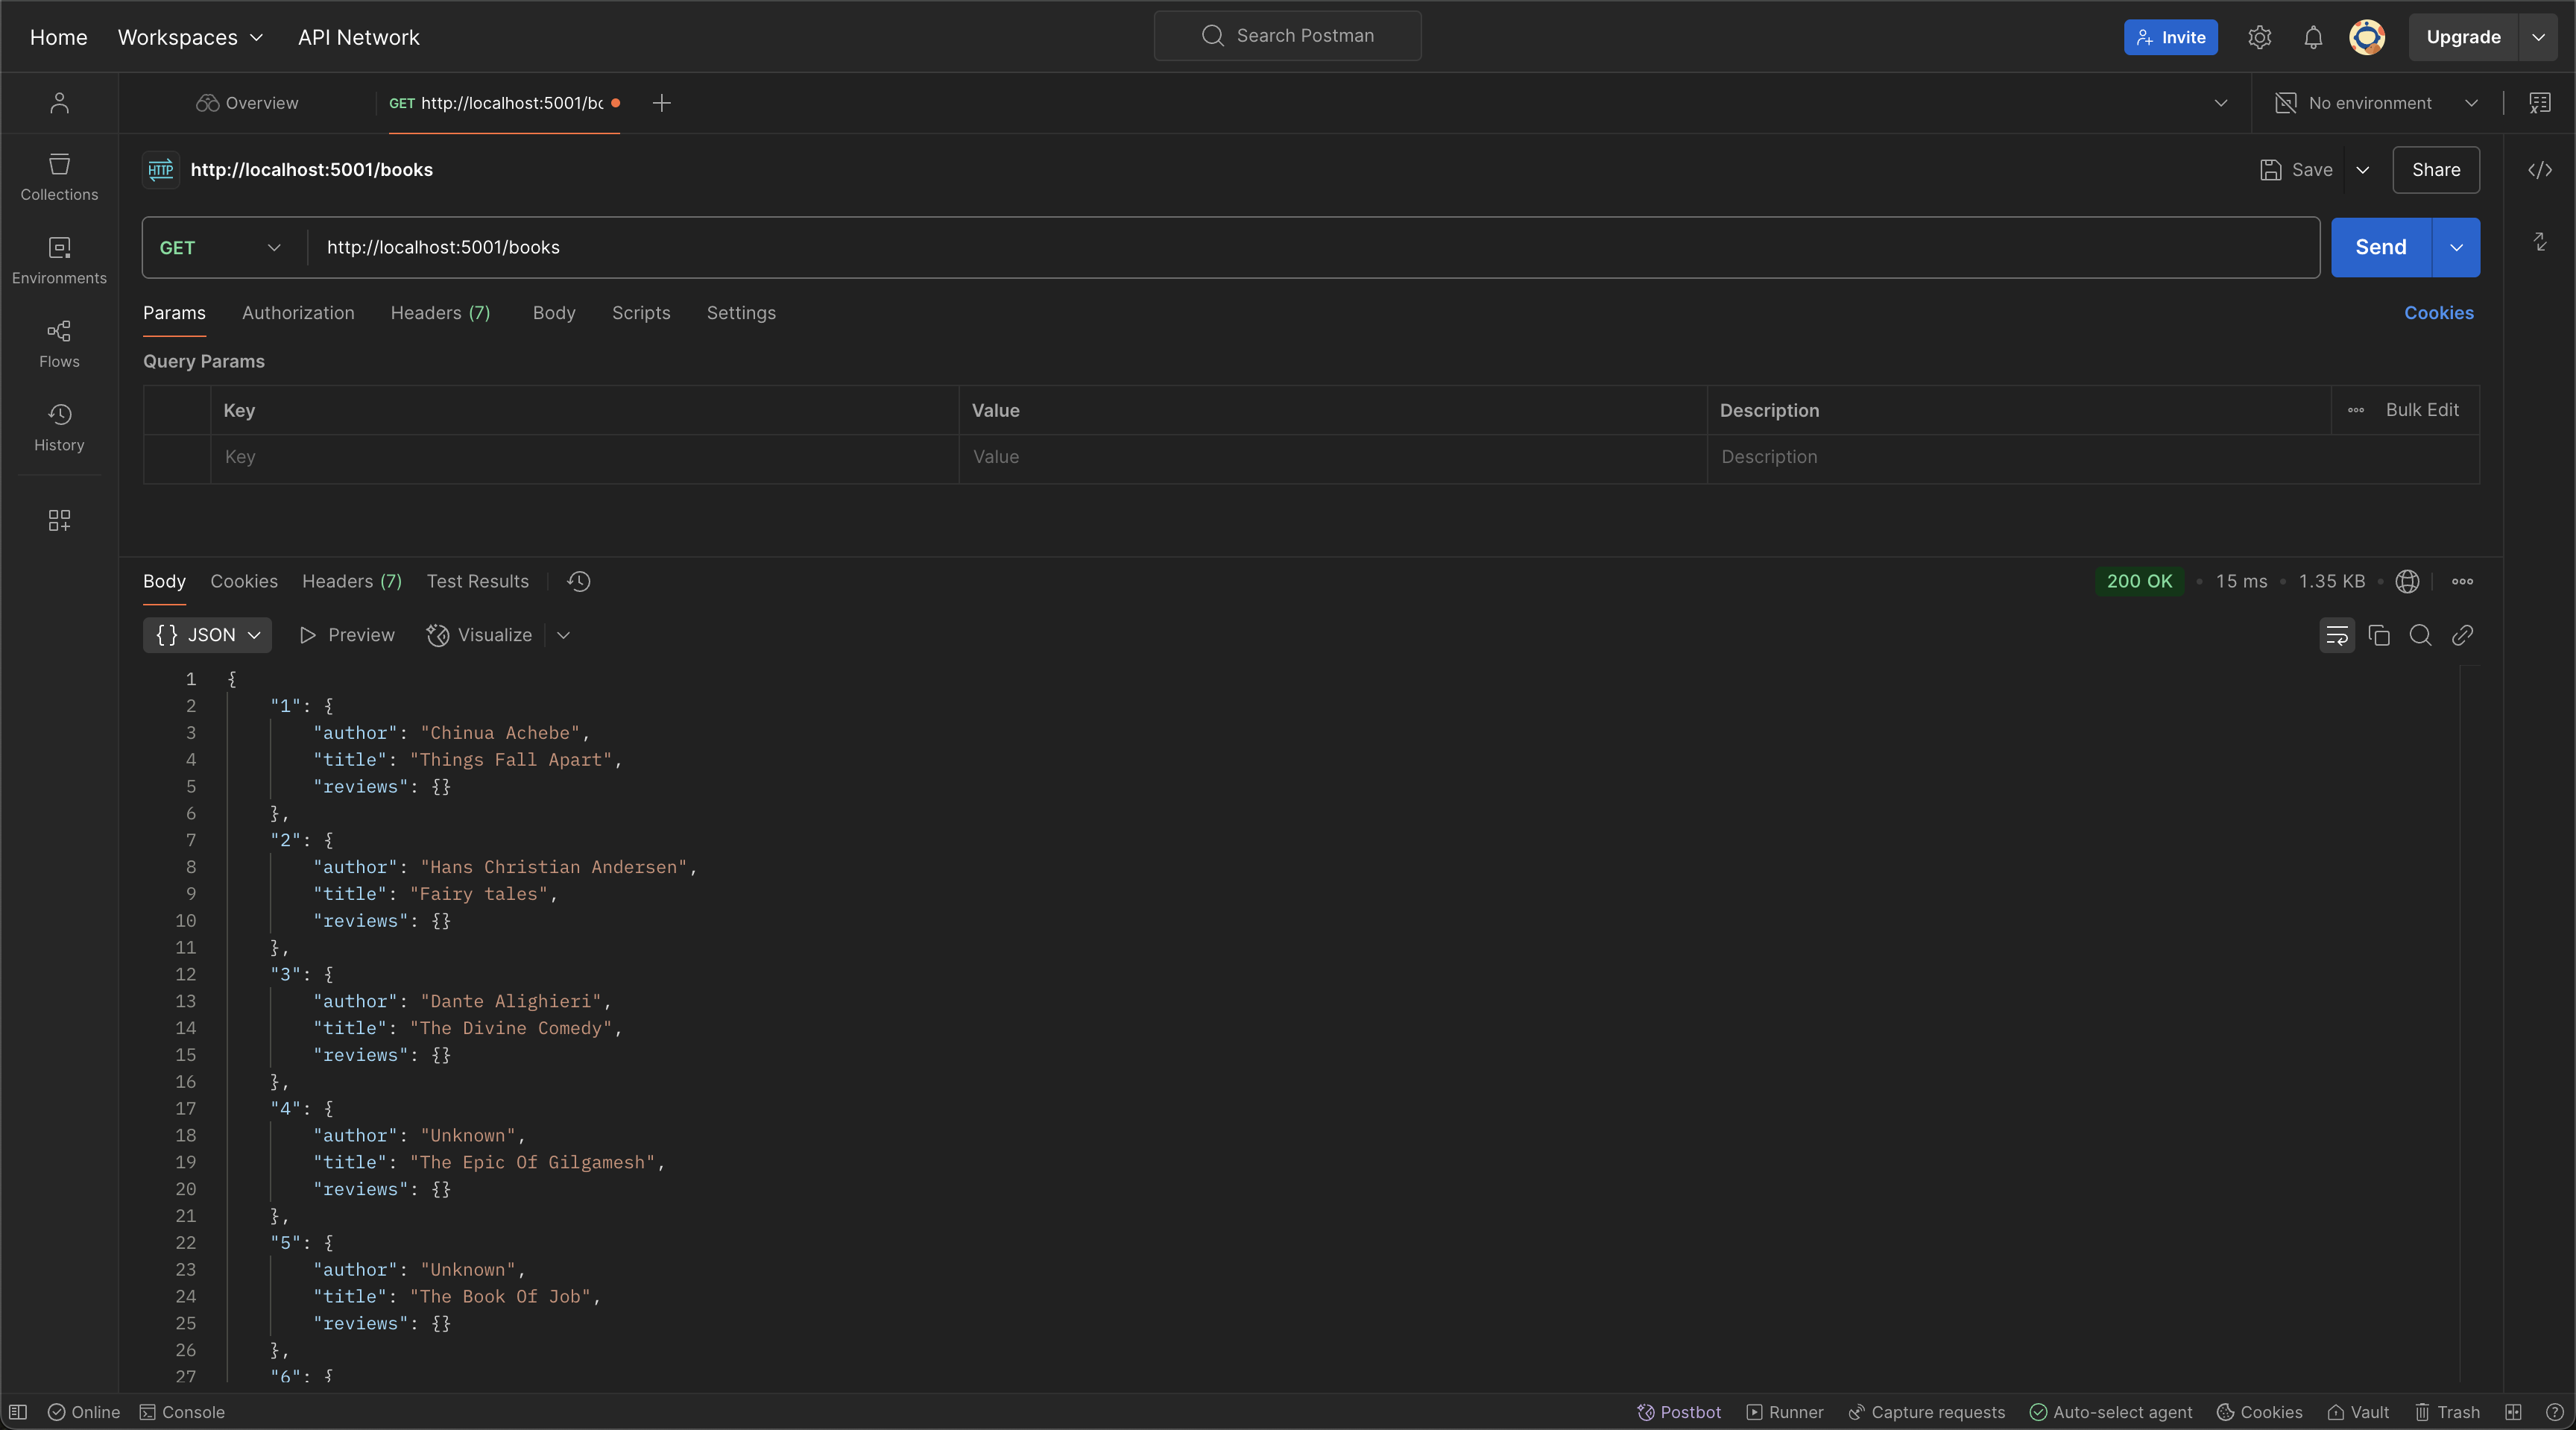 Home Workspaces API Network Search Postman Invite Upgrade
Overview GET http://localhost:5001/bo No environment
HTTP http://localhost:5001/books Save Share
GET http://localhost:5001/books Send
Params Authorization Headers (7) Body Scripts Settings Cookies
Query Params
Key Value Description Bulk Edit
Key Value Description
Collections
Environments
Flows
History
Body Cookies Headers (7) Test Results 200 OK • 15 ms • 1.35 KB •
{} JSON Preview Visualize
1 {
2 "1": {
3 "author": "Chinua Achebe",
4 "title": "Things Fall Apart",
5 "reviews": {}
6 },
7 "2": {
8 "author": "Hans Christian Andersen",
9 "title": "Fairy tales",
10 "reviews": {}
11 },
12 "3": {
13 "author": "Dante Alighieri",
14 "title": "The Divine Comedy",
15 "reviews": {}
16 },
17 "4": {
18 "author": "Unknown",
19 "title": "The Epic Of Gilgamesh",
20 "reviews": {}
21 },
22 "5": {
23 "author": "Unknown",
24 "title": "The Book Of Job",
25 "reviews": {}
26 },
27 "6": {
Online Console Postbot Runner Capture requests Auto-select agent Cookies Vault Trash